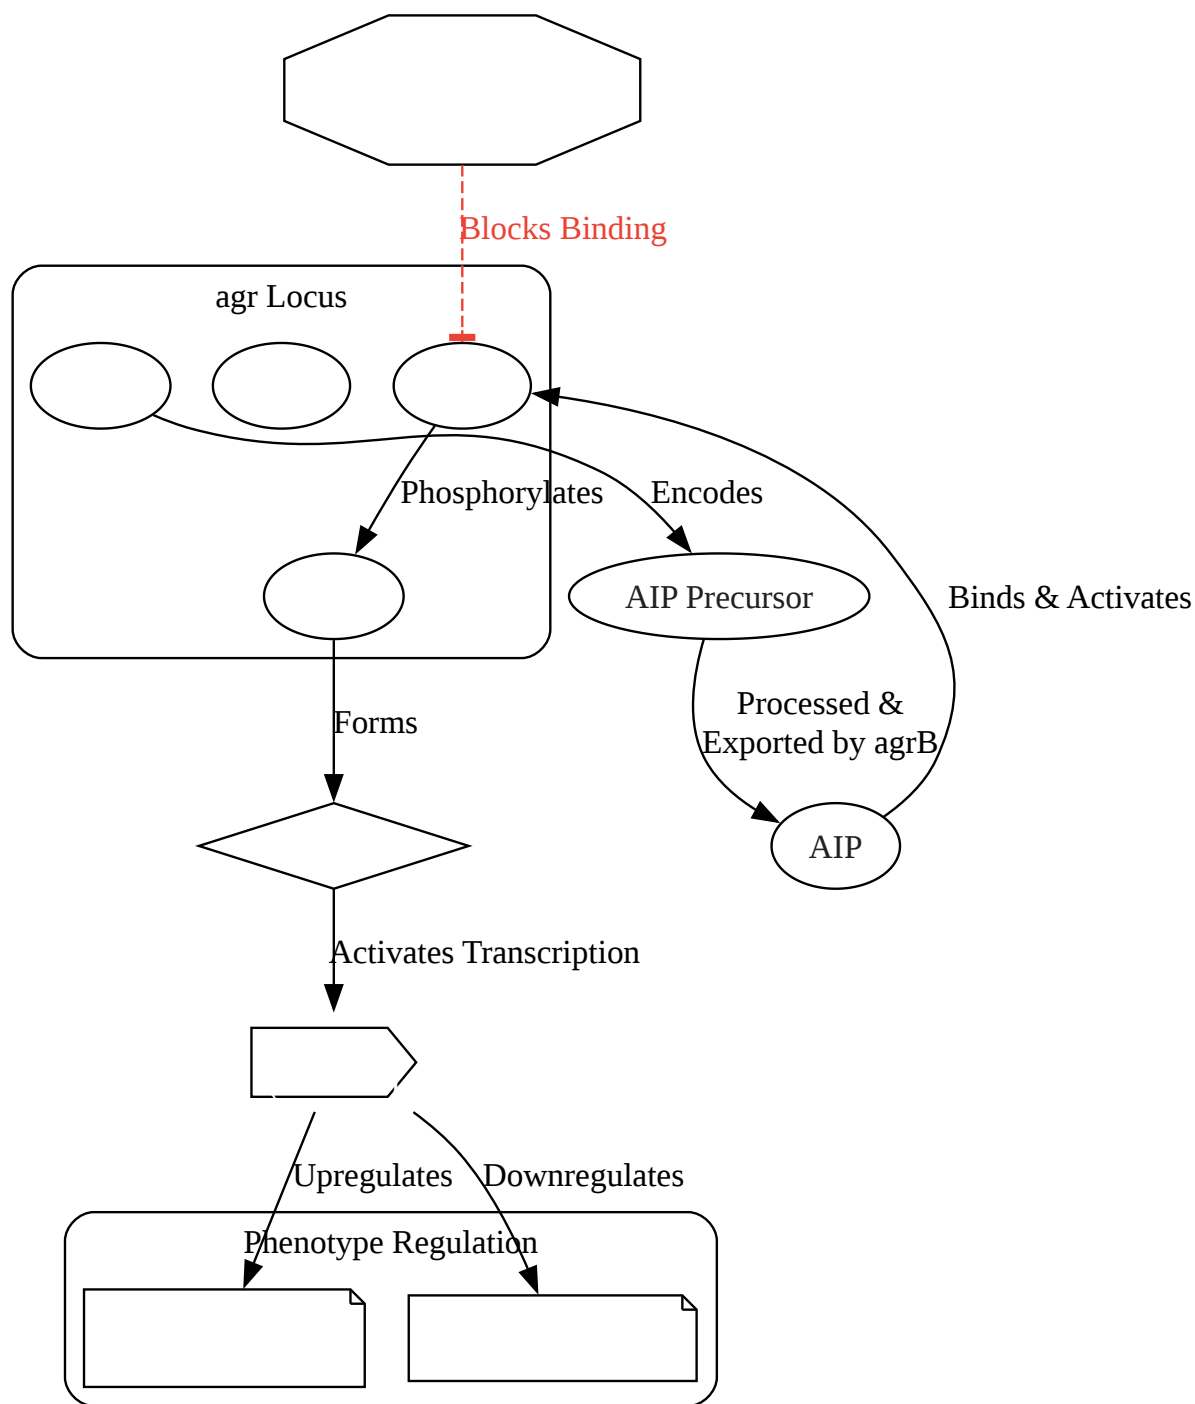 Blocks Binding
agr Locus
Phosphorylates
Encodes
AIP Precursor
Binds & Activates
Processed &
Exported by agrB
Forms
AIP
Activates Transcription
Upregulates
Downregulates
Phenotype Regulation